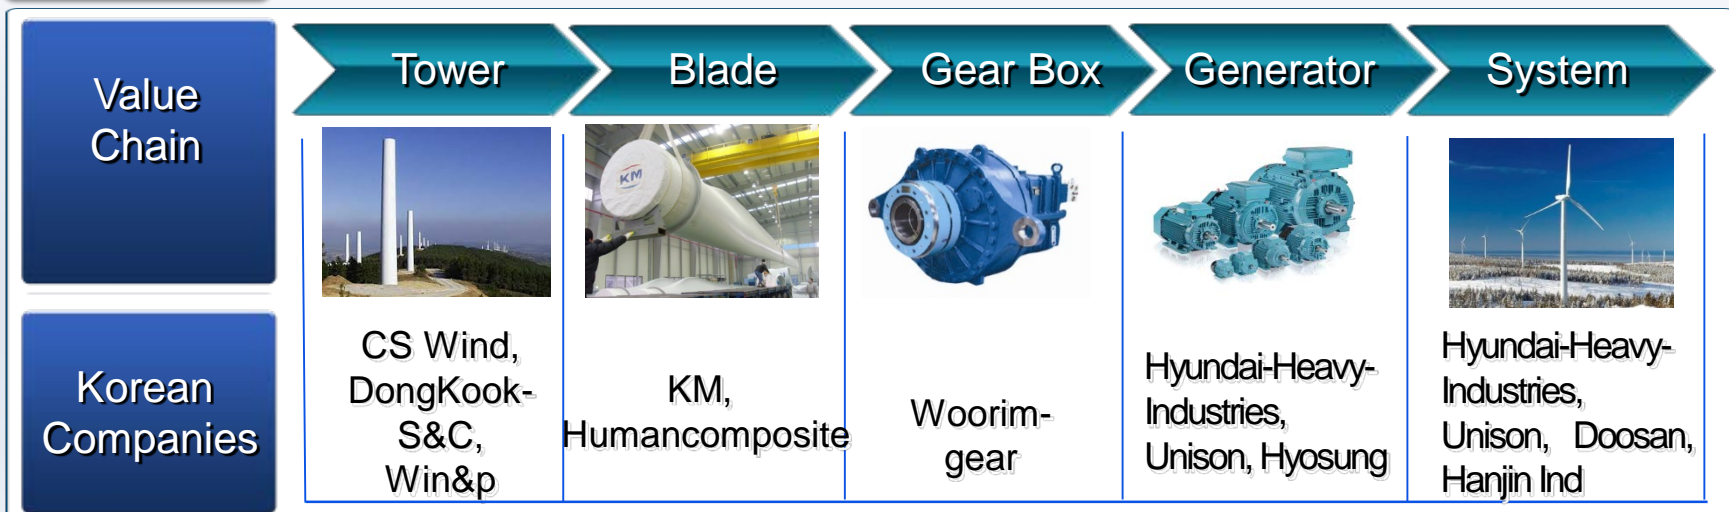 Value
Chain
Tower
Blade
Gear Box
Generator
System
KM
Korean
Companies
CS Wind,
DongKook-
S&C,
Win&p
KM,
Humancomposite
Woorim-
gear
Hyundai-Heavy-
Industries,
Unison, Hyosung
Hyundai-Heavy-
Industries,
Unison, Doosan,
Hanjin Ind